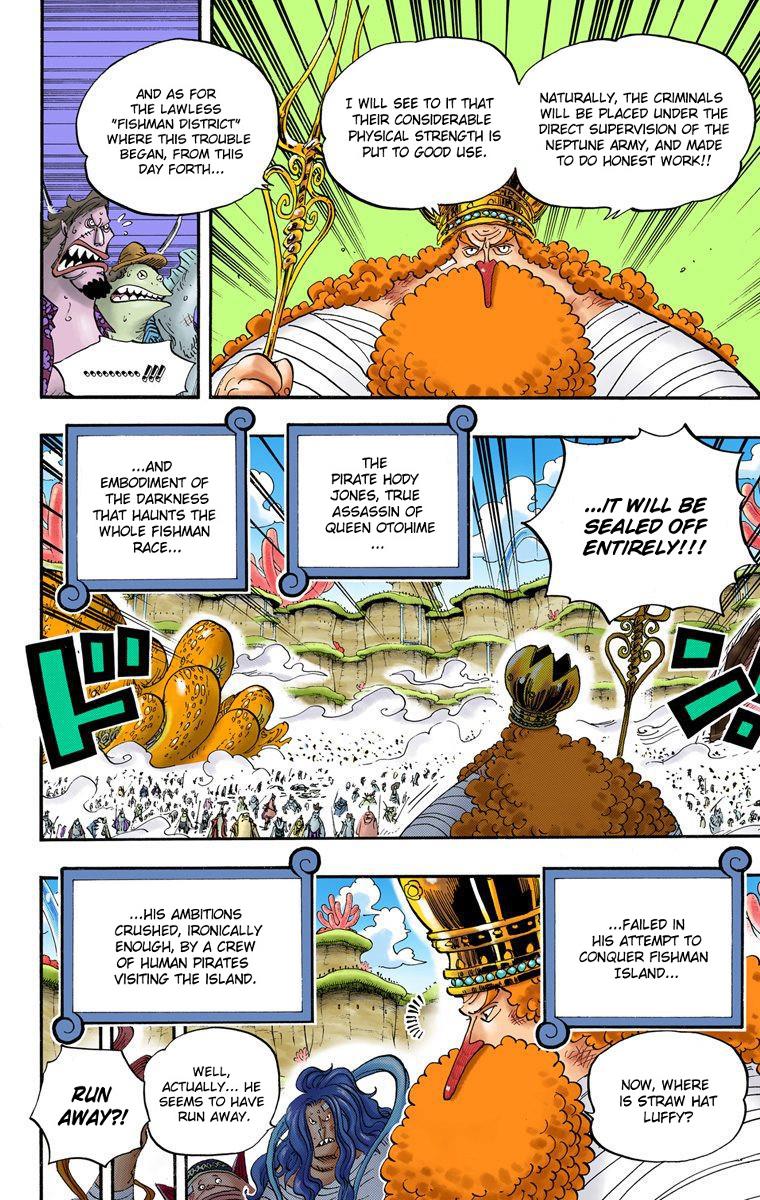 NATURALLY, THE CRIMINALS
WILL BE PLACED UNDER THE
DIRECT SUPERVISION OF THE
NEPTUNE ARMY, AND MADE
TO DO HONEST WORK!!
I WILL SEE TO IT THAT
THEIR CONSIDERABLE
PHYSICAL STRENGTH IS
PUT TO GOOD USE.
AND AS FOR
THE LAWLESS
"FISHMAN DISTRICT"
WHERE THIS TROUBLE
BEGAN, FROM THIS
DAY FORTH...
..........!!!
...IT WILL BE
SEALED OFF
ENTIRELY!!!
THE
PIRATE HODY
JONES, TRUE
ASSASSIN OF
QUEEN OTOHIME
...
...AND
EMBODIMENT OF
THE DARKNESS
THAT HAUNTS THE
WHOLE FISHMAN
RACE...
ドン
...FAILED IN
HIS ATTEMPT TO
CONQUER FISHMAN
ISLAND...
...HIS AMBITIONS
CRUSHED, IRONICALLY
ENOUGH, BY A CREW
OF HUMAN PIRATES
VISITING THE ISLAND.
NOW, WHERE
IS STRAW HAT
LUFFY?
WELL,
ACTUALLY... HE
SEEMS TO HAVE
RUN AWAY.
RUN
AWAY?!